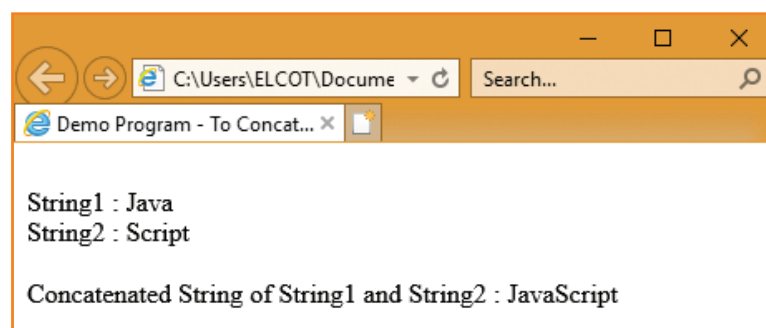 C:\Users\ELCOT\Docume
Search...
Demo Program - To Concat...
String1 : Java
String2 : Script
Concatenated String of String1 and String2 : JavaScript